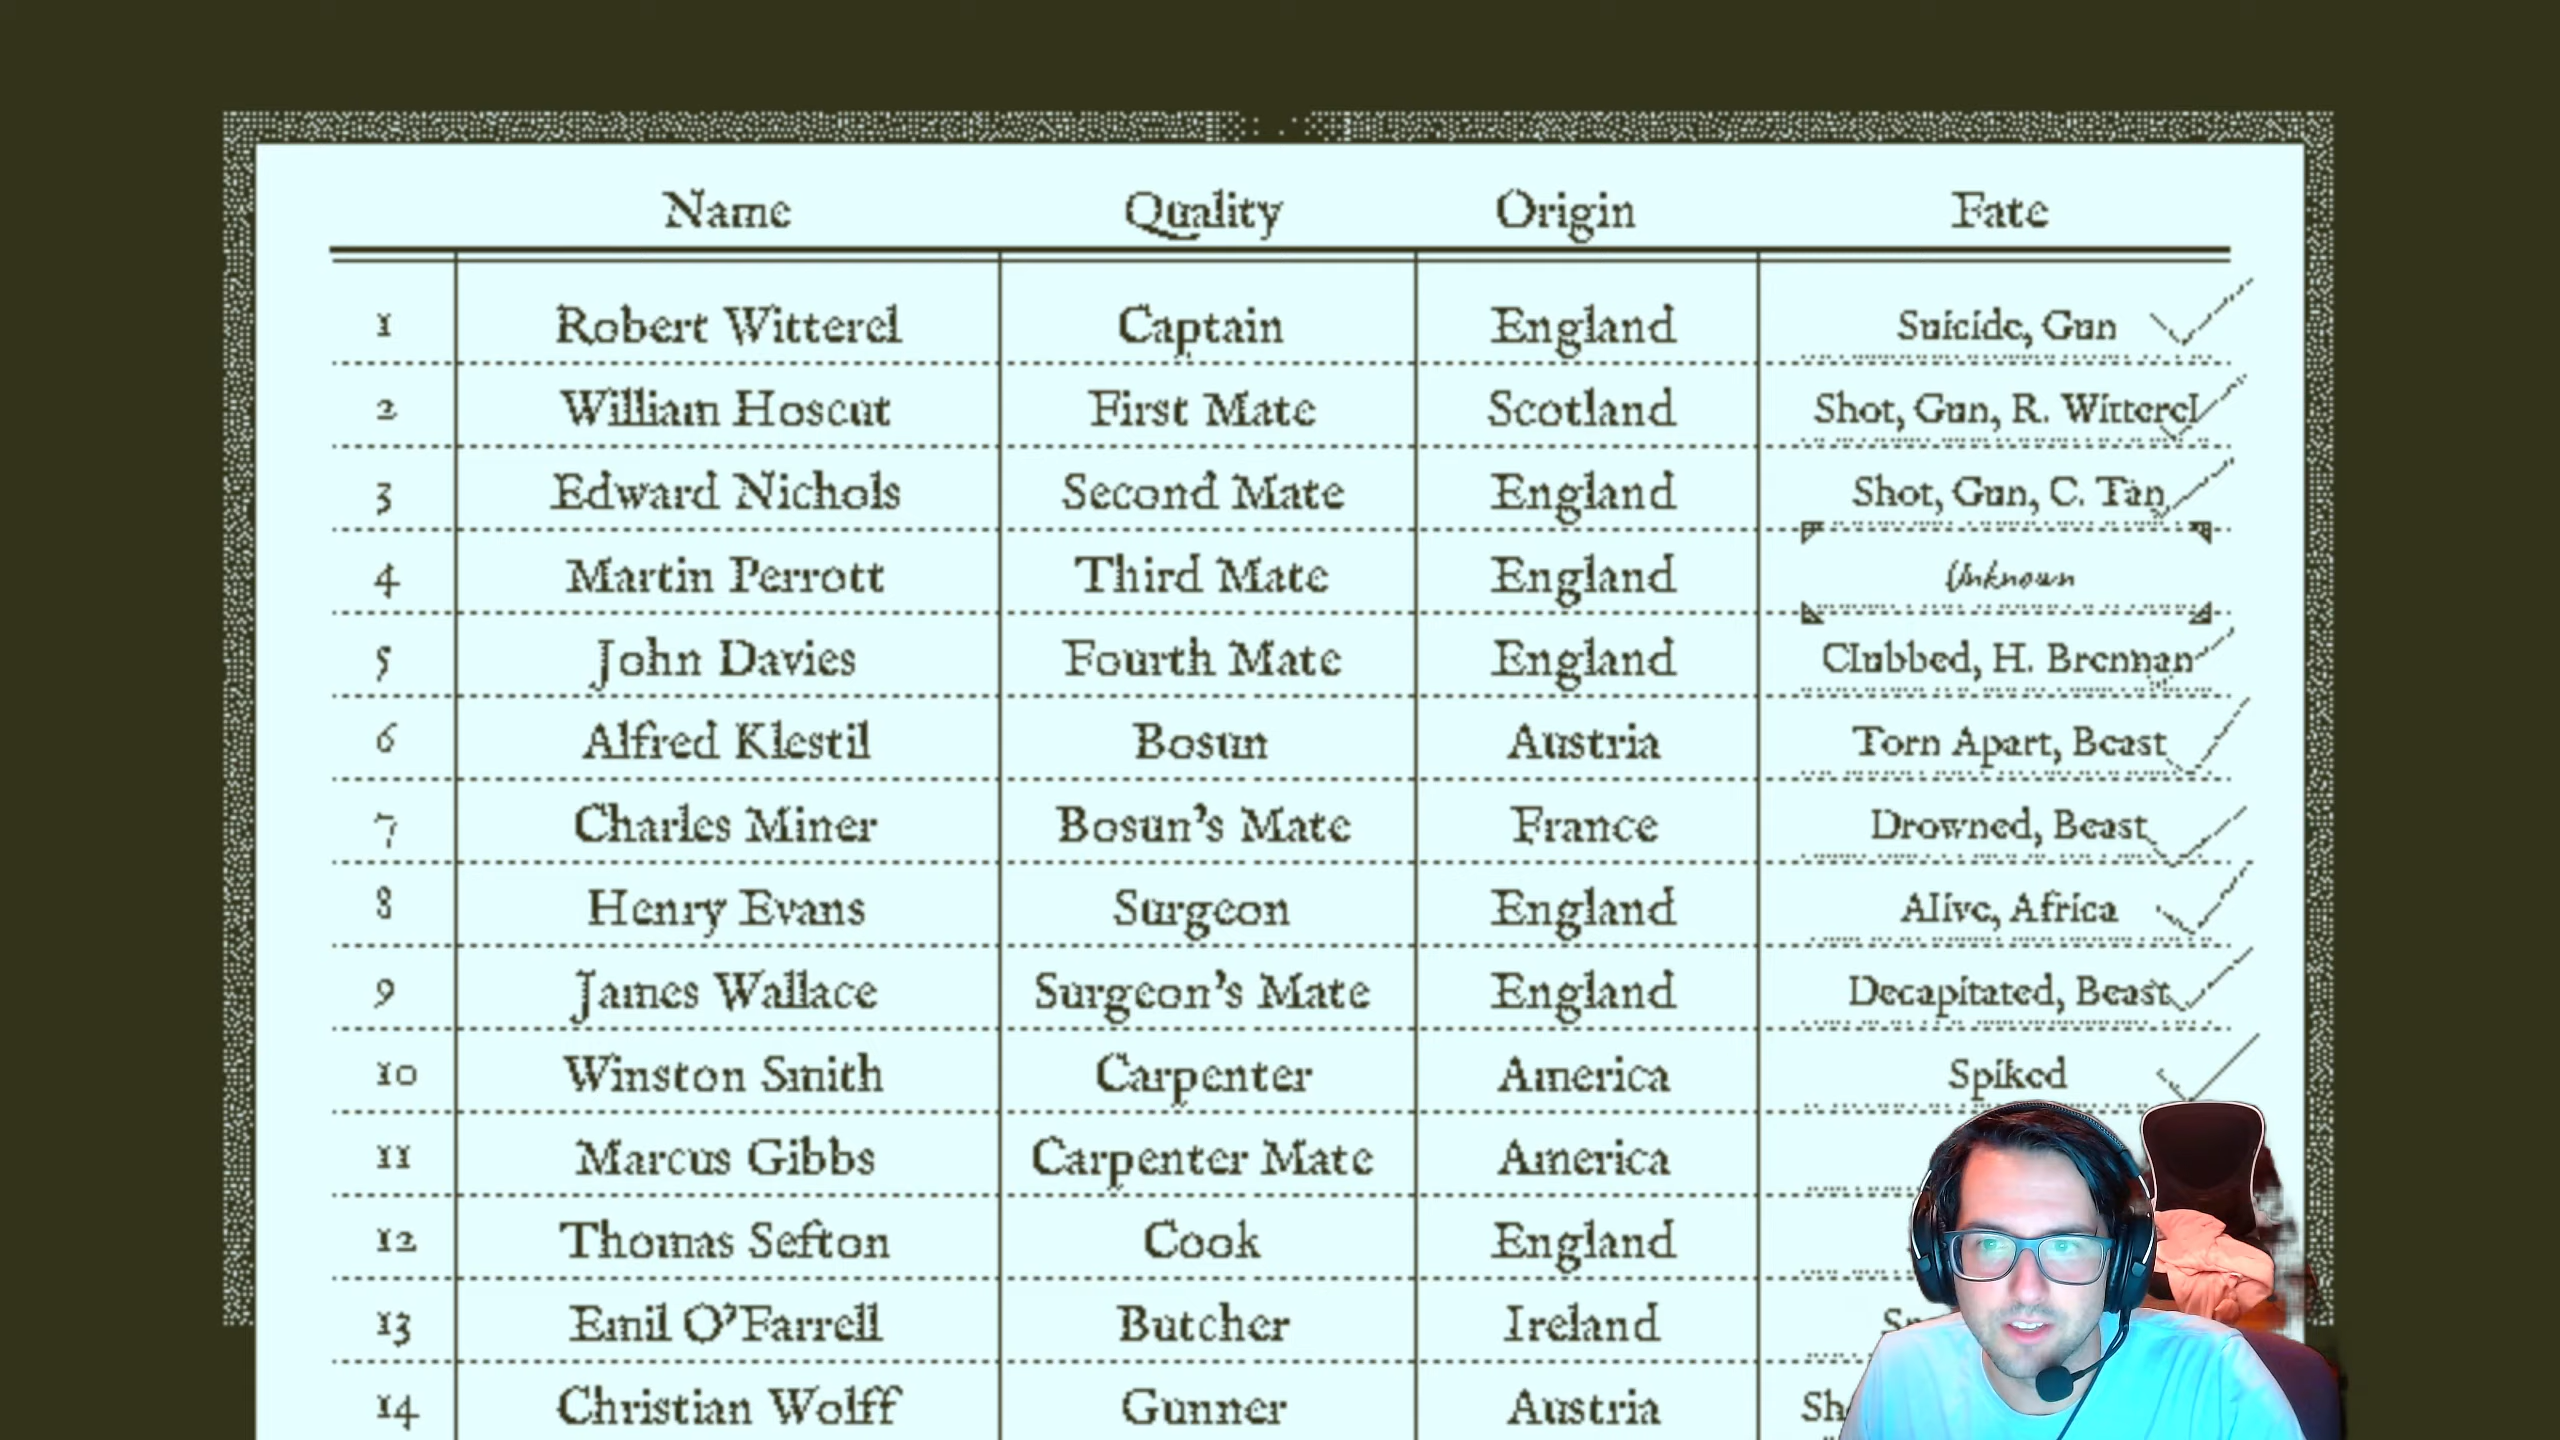 Name Quality Origin Fate
1 Robert Witterel Captain England Suicide, Gun
2 William Hoscut First Mate Scotland Shot, Gun, R. Witterel
3 Edward Nichols Second Mate England Shot, Gun, C. Tan
4 Martin Perrott Third Mate England Unknown
5 John Davies Fourth Mate England Clubbed, H. Brennan
6 Alfred Klestil Bosun Austria Torn Apart, Beast
7 Charles Miner Bosun's Mate France Drowned, Beast
8 Henry Evans Surgeon England Alive, Africa
9 James Wallace Surgeon's Mate England Decapitated, Beast
10 Winston Smith Carpenter America Spiked
11 Marcus Gibbs Carpenter Mate America
12 Thomas Sefton Cook England
13 Emil O'Farrell Butcher Ireland
14 Christian Wolff Gunner Austria